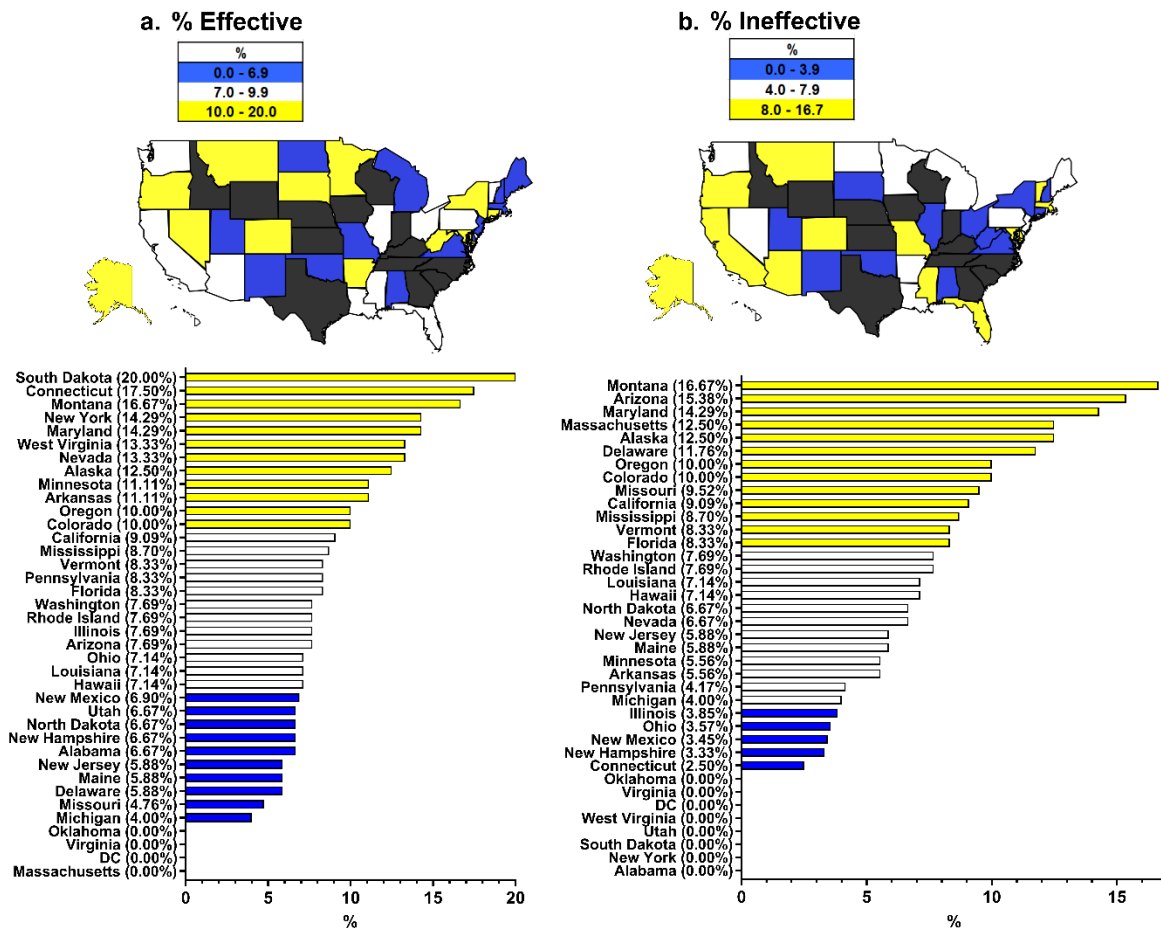 a. % Effective
%
0.0 - 6.9
7.0 - 9.9
10.0 - 20.0
South Dakota (20.00%)
Connecticut (17.50%)
Montana (16.67%)
New York (14.29%)
Maryland (14.29%)
West Virginia (13.33%)
Nevada (13.33%)
Alaska (12.50%)
Minnesota (11.11%)
Arkansas (11.11%)
Oregon (10.00%)
Colorado (10.00%)
California (9.09%)
Mississippi (8.70%)
Vermont (8.33%)
Pennsylvania (8.33%)
Florida (8.33%)
Washington (7.69%)
Rhode Island (7.69%)
Illinois (7.69%)
Arizona (7.69%)
Ohio (7.14%)
Louisiana (7.14%)
Hawaii (7.14%)
New Mexico (6.90%)
Utah (6.67%)
North Dakota (6.67%)
New Hampshire (6.67%)
Alabama (6.67%)
New Jersey (5.88%)
Maine (5.88%)
Delaware (5.88%)
Missouri (4.76%)
Michigan (4.00%)
Oklahoma (0.00%)
Virginia (0.00%)
DC (0.00%)
Massachusetts (0.00%)
0 5 10 15 20
%
b. % Ineffective
%
0.0 - 3.9
4.0 - 7.9
8.0 - 16.7
Montana (16.67%)
Arizona (15.38%)
Maryland (14.29%)
Massachusetts (12.50%)
Alaska (12.50%)
Delaware (11.76%)
Oregon (10.00%)
Colorado (10.00%)
Missouri (9.52%)
California (9.09%)
Mississippi (8.70%)
Vermont (8.33%)
Florida (8.33%)
Washington (7.69%)
Rhode Island (7.69%)
Louisiana (7.14%)
Hawaii (7.14%)
North Dakota (6.67%)
Nevada (6.67%)
New Jersey (5.88%)
Maine (5.88%)
Minnesota (5.56%)
Arkansas (5.56%)
Pennsylvania (4.17%)
Michigan (4.00%)
Illinois (3.85%)
Ohio (3.57%)
New Mexico (3.45%)
New Hampshire (3.33%)
Connecticut (2.50%)
Oklahoma (0.00%)
Virginia (0.00%)
DC (0.00%)
West Virginia (0.00%)
Utah (0.00%)
South Dakota (0.00%)
New York (0.00%)
Alabama (0.00%)
0 5 10 15
%